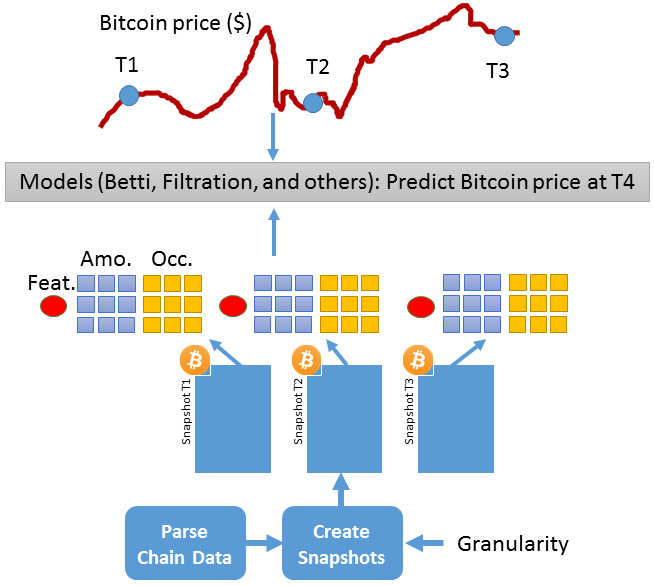 Bitcoin price ($)
T1
T2
T3
Models (Betti, Filtration, and others): Predict Bitcoin price at T4
Amo.
Occ.
Feat.
Snapshot T1
Snapshot T2
Snapshot T3
Parse
Chain Data
Create
Snapshots
Granularity